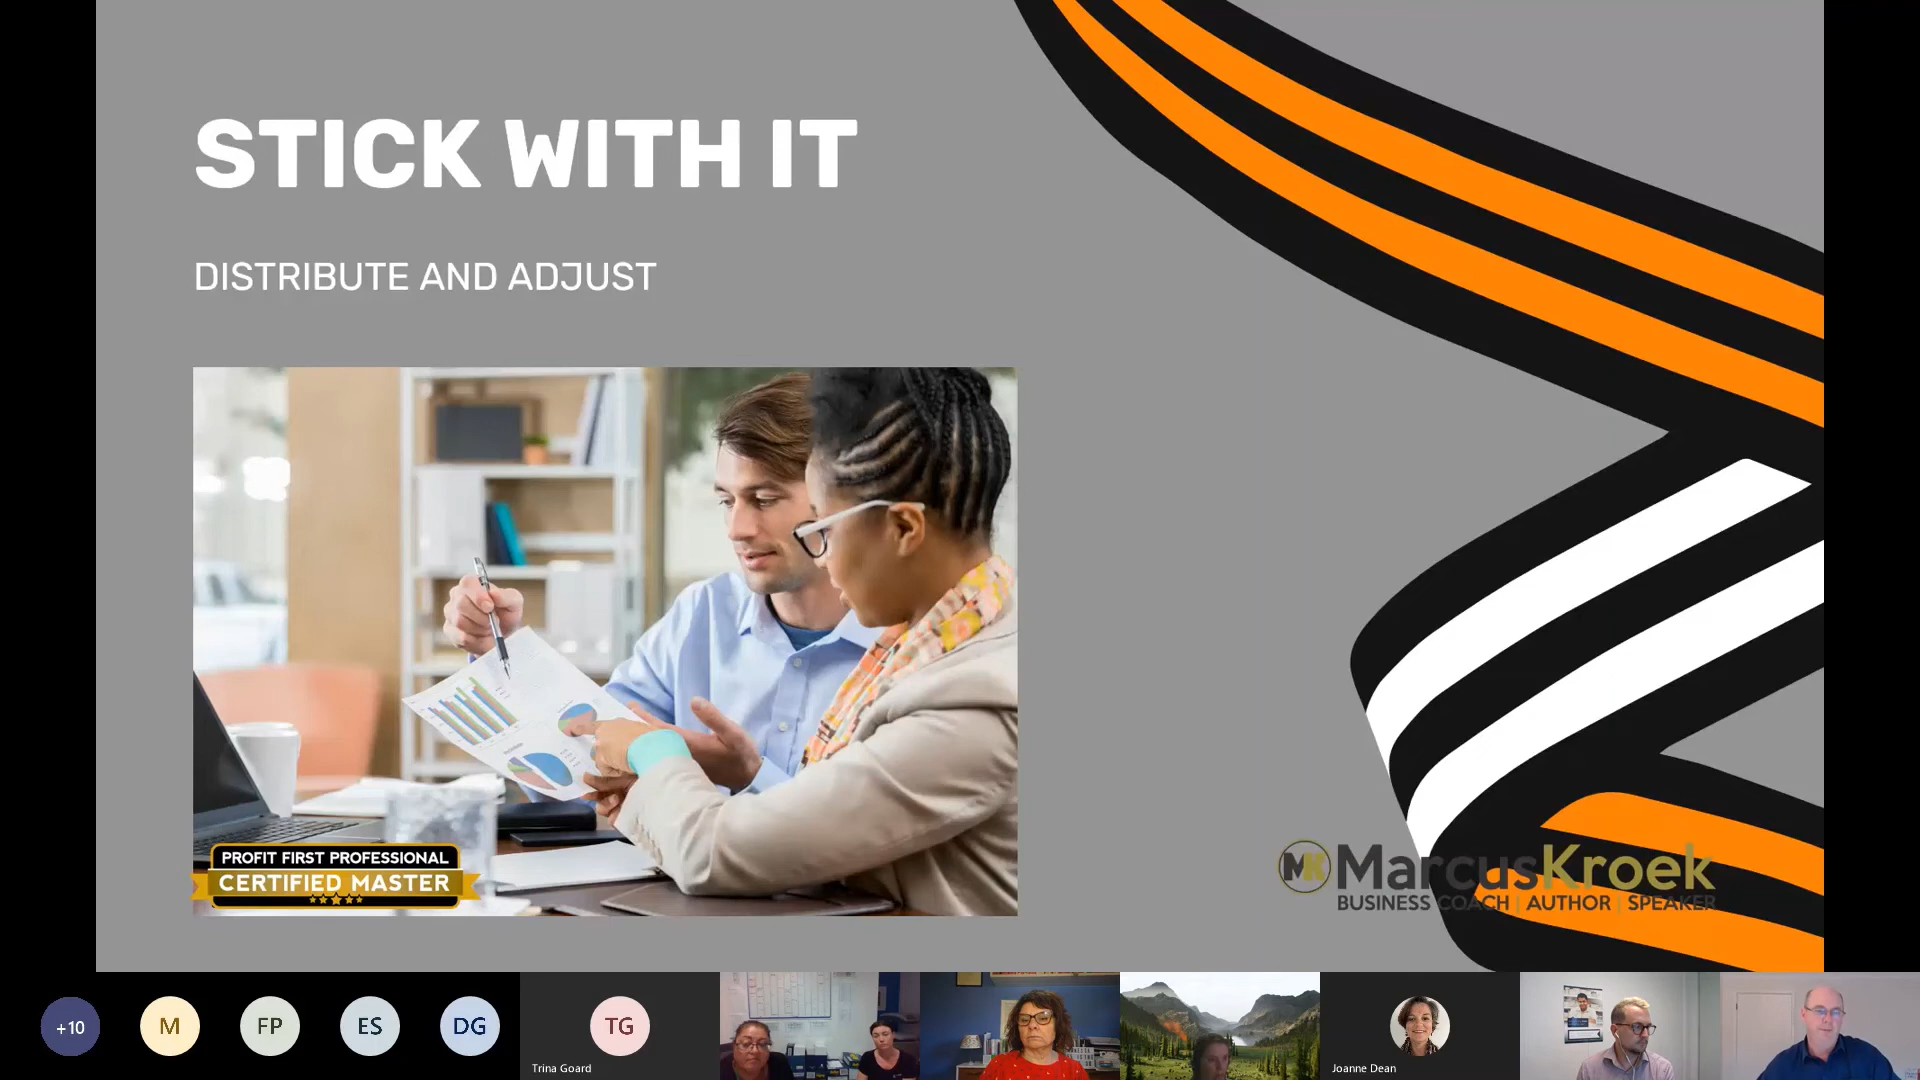 STICK WITH IT
DISTRIBUTE AND ADJUST
PROFIT FIRST PROFESSIONAL
CERTIFIED MASTER
MK MarcusKroek
BUSINESS COACH | AUTHOR | SPEAKER
+10
M
FP
ES
DG
TG
Trina Goard
Joanne Dean